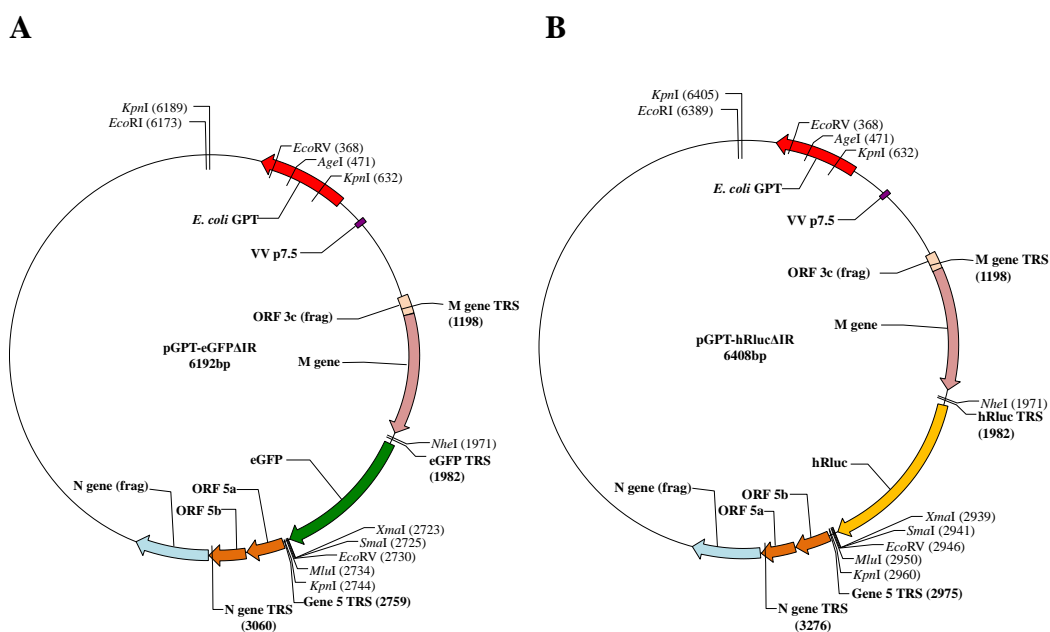 A
KpnI (6189)
EcoRI (6173)
EcoRV (368)
AgeI (471)
KpnI (632)
E. coli GPT
VV p7.5
ORF 3c (frag)
M gene TRS
(1198)
pGPT-eGFPΔIR
6192bp
M gene
NheI (1971)
eGFP TRS
(1982)
eGFP
N gene (frag)
ORF 5a
ORF 5b
XmaI (2723)
SmaI (2725)
EcoRV (2730)
MluI (2734)
KpnI (2744)
Gene 5 TRS (2759)
N gene TRS
(3060)
B
KpnI (6405)
EcoRI (6389)
EcoRV (368)
AgeI (471)
KpnI (632)
E. coli GPT
VV p7.5
M gene TRS
(1198)
ORF 3c (frag)
M gene
pGPT-hRlucΔIR
6408bp
NheI (1971)
hRluc TRS
(1982)
hRluc
N gene (frag)
ORF 5b
ORF 5a
XmaI (2939)
SmaI (2941)
EcoRV (2946)
MluI (2950)
KpnI (2960)
Gene 5 TRS (2975)
N gene TRS
(3276)